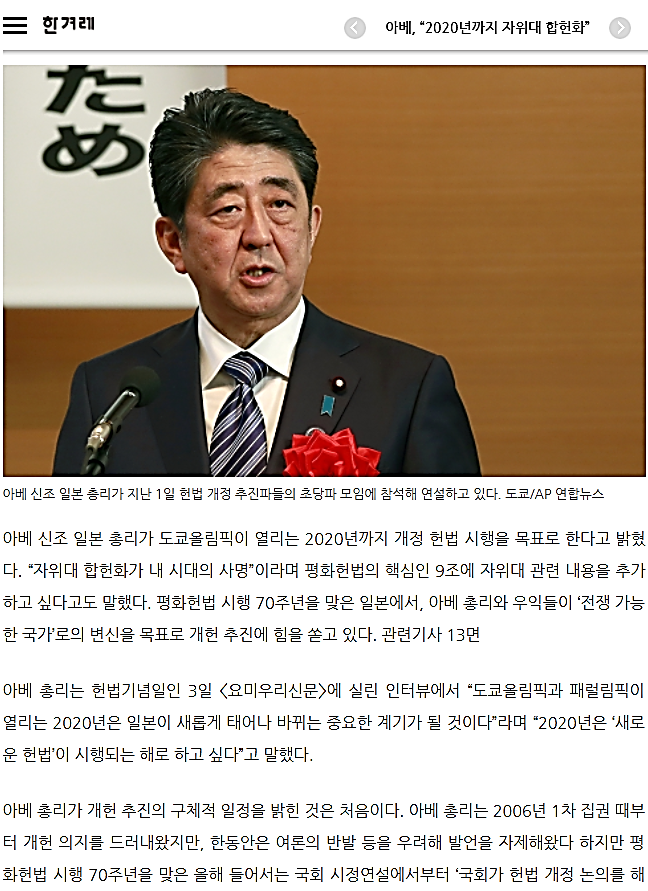 한겨레
아베, “2020년까지 자위대 합헌화”
ため
아베 신조 일본 총리가 지난 1일 헌법 개정 추진파들의 초당파 모임에 참석해 연설하고 있다. 도쿄/AP 연합뉴스
아베 신조 일본 총리가 도쿄올림픽이 열리는 2020년까지 개정 헌법 시행을 목표로 한다고 밝혔
다. “자위대 합헌화가 내 시대의 사명”이라며 평화헌법의 핵심인 9조에 자위대 관련 내용을 추가
하고 싶다고도 말했다. 평화헌법 시행 70주년을 맞은 일본에서, 아베 총리와 우익들이 ‘전쟁 가능
한 국가’로의 변신을 목표로 개헌 추진에 힘을 쏟고 있다. 관련기사 13면
아베 총리는 헌법기념일인 3일 <요미우리신문>에 실린 인터뷰에서 “도쿄올림픽과 패럴림픽이
열리는 2020년은 일본이 새롭게 태어나 바뀌는 중요한 계기가 될 것이다”라며 “2020년은 ‘새로
운 헌법’이 시행되는 해로 하고 싶다”고 말했다.
아베 총리가 개헌 추진의 구체적 일정을 밝힌 것은 처음이다. 아베 총리는 2006년 1차 집권 때부
터 개헌 의지를 드러내왔지만, 한동안은 여론의 반발 등을 우려해 발언을 자제해왔다 하지만 평
화헌법 시행 70주년을 맞은 올해 들어서는 국회 시정연설에서부터 ‘국회가 헌법 개정 논의를 해